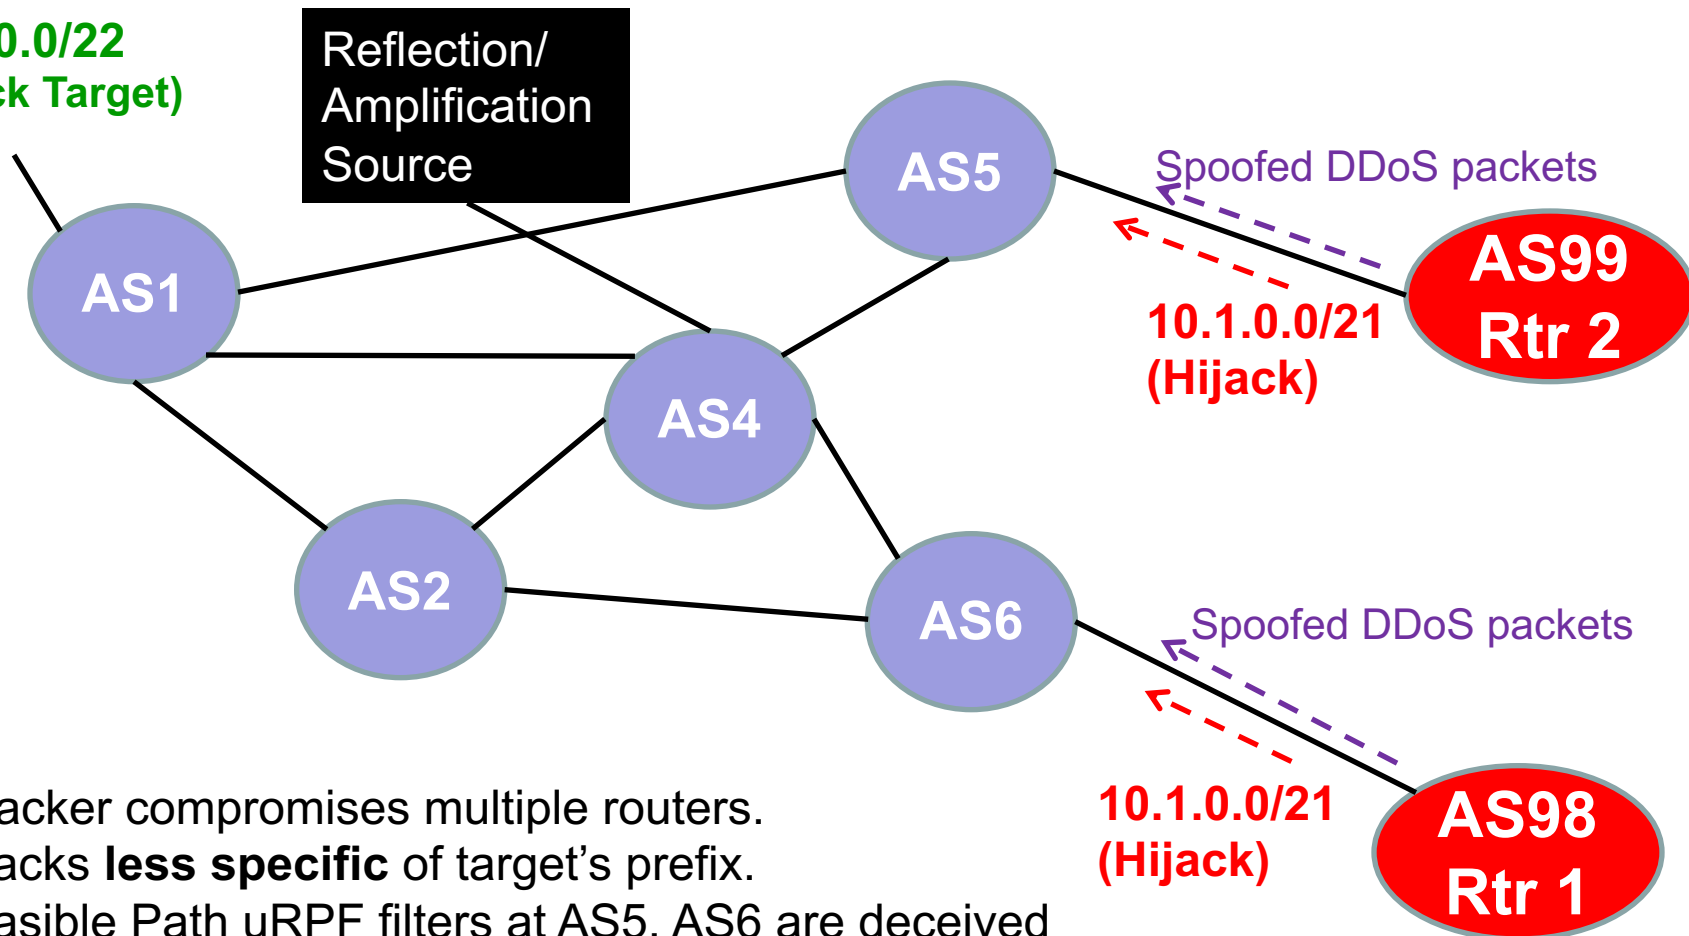 0.0/22
ck Target)
Reflection/
Amplification
Source
AS5
Spoofed DDoS packets
AS99
Rtr 2
AS1
10.1.0.0/21
(Hijack)
AS4
AS2
AS6
Spoofed DDoS packets
10.1.0.0/21
(Hijack)
AS98
Rtr 1
acker compromises multiple routers.
acks less specific of target’s prefix.
asible Path uRPF filters at AS5, AS6 are deceived